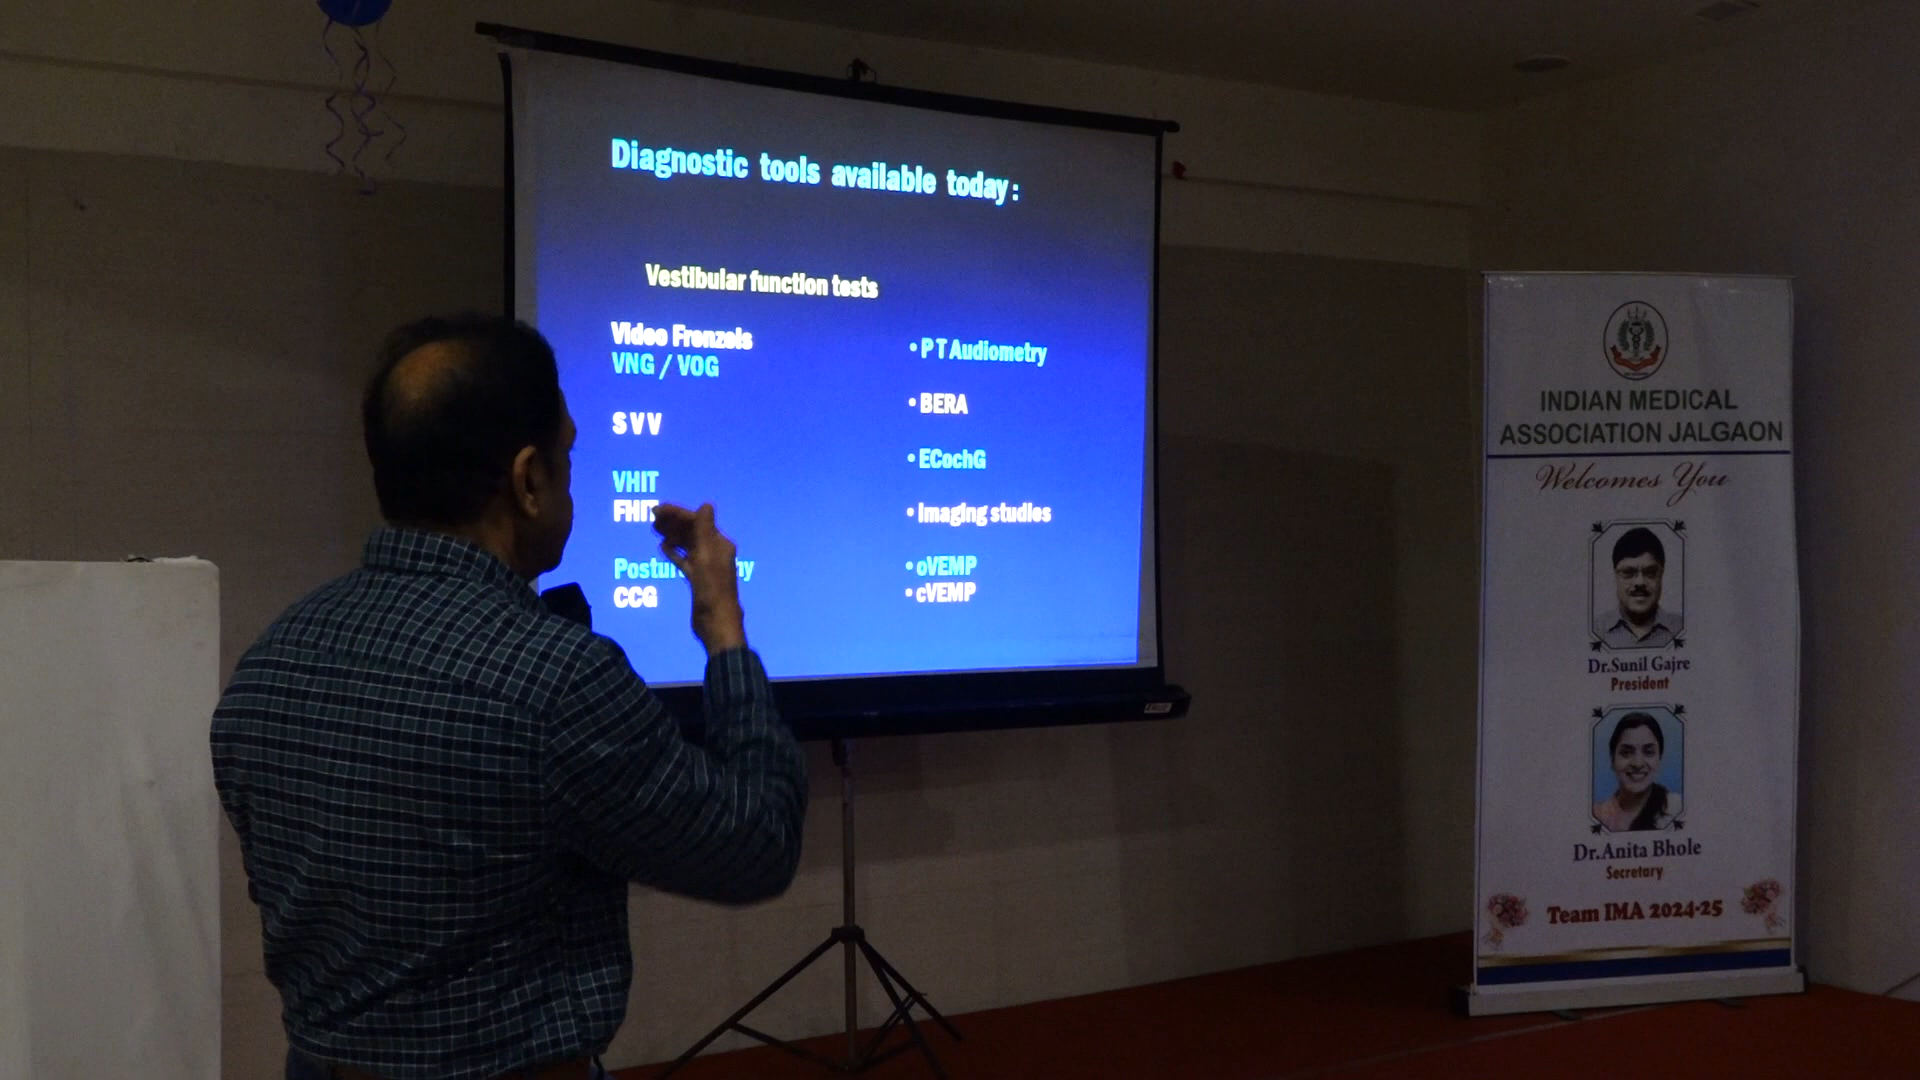 Diagnostic tools available today:
Vestibular function tests
Video Frenzels
VNG / VOG
S V V
VHIT
FHIT
CCG
• P T Audiometry
• BERA
• ECochG
• Imaging studies
• oVEMP
• cVEMP
INDIAN MEDICAL
ASSOCIATION JALGAON
Welcomes You
Dr.Sunil Gajre
President
Dr.Anita Bhole
Secretary
Team IMA 2024-25